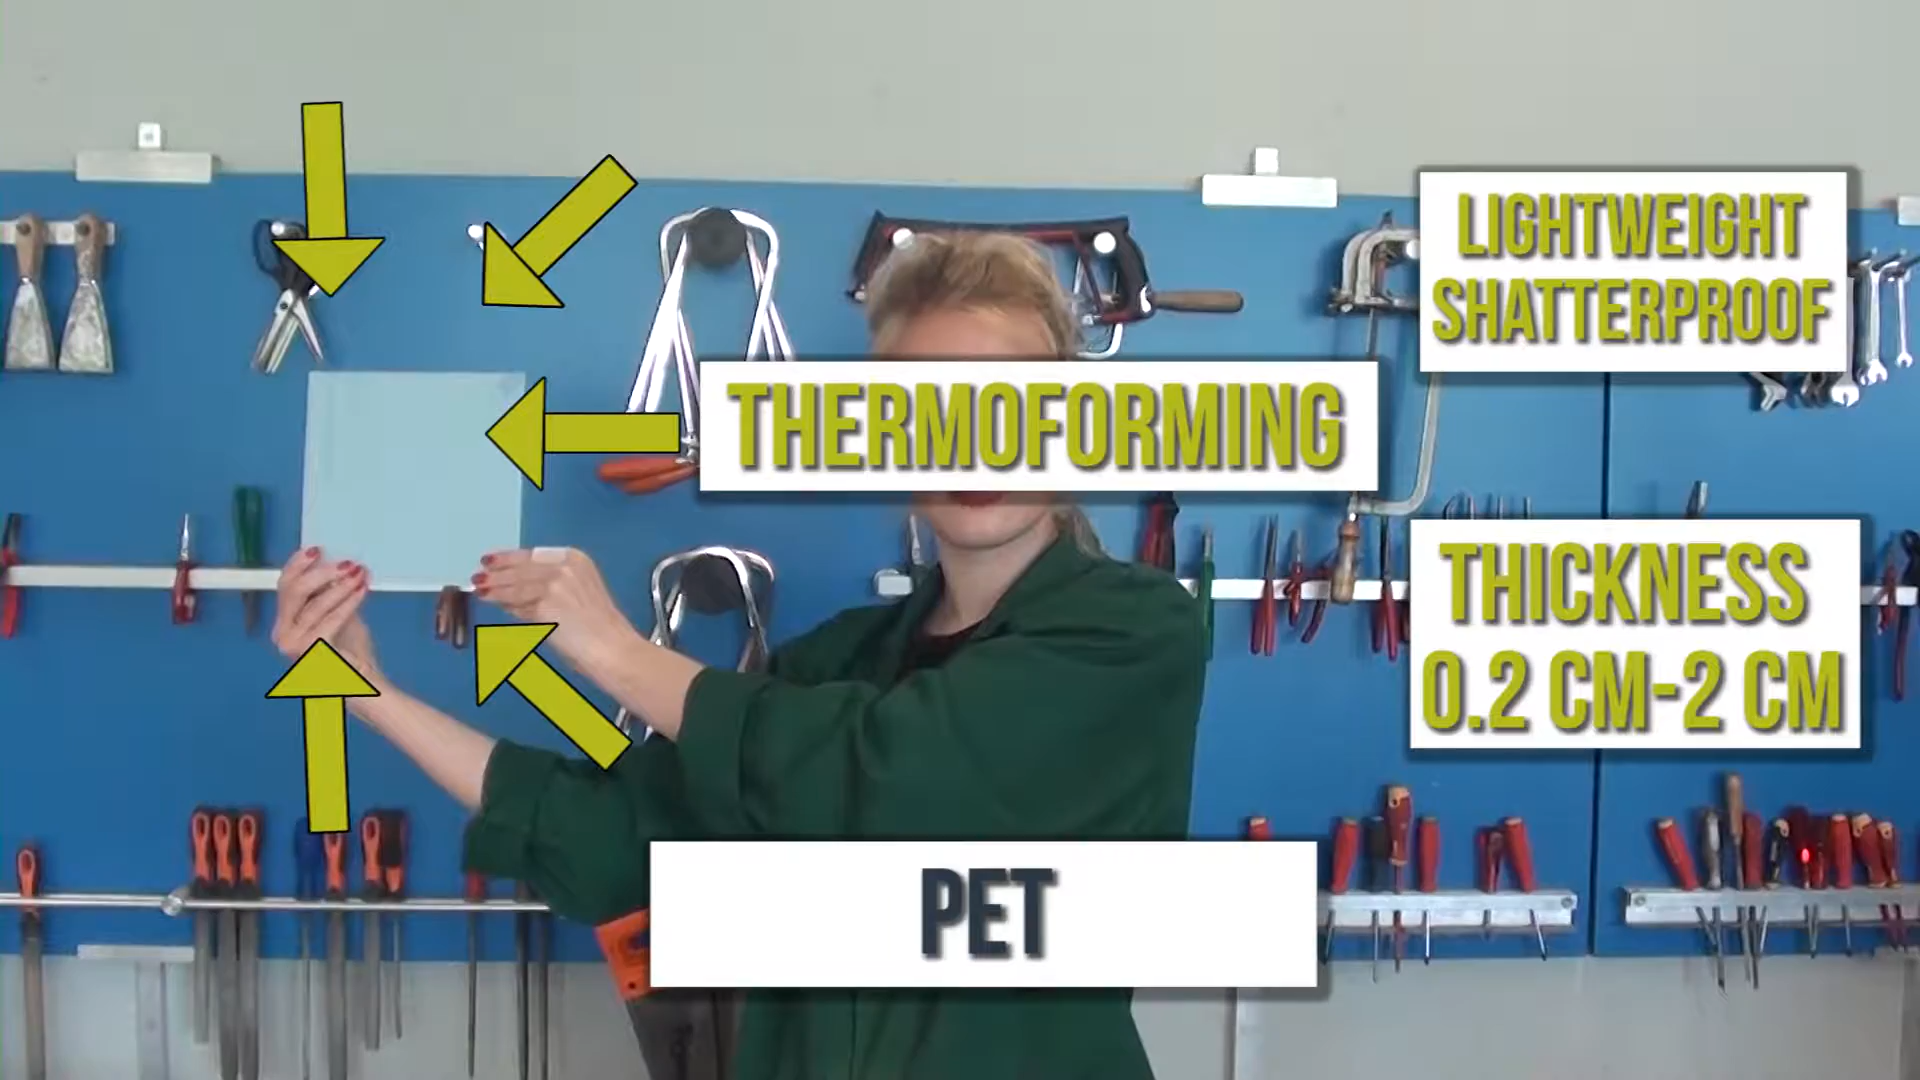 LIGHTWEIGHT
SHATTERPROOF
THERMOFORMING
THICKNESS
0.2 CM-2 CM
PET